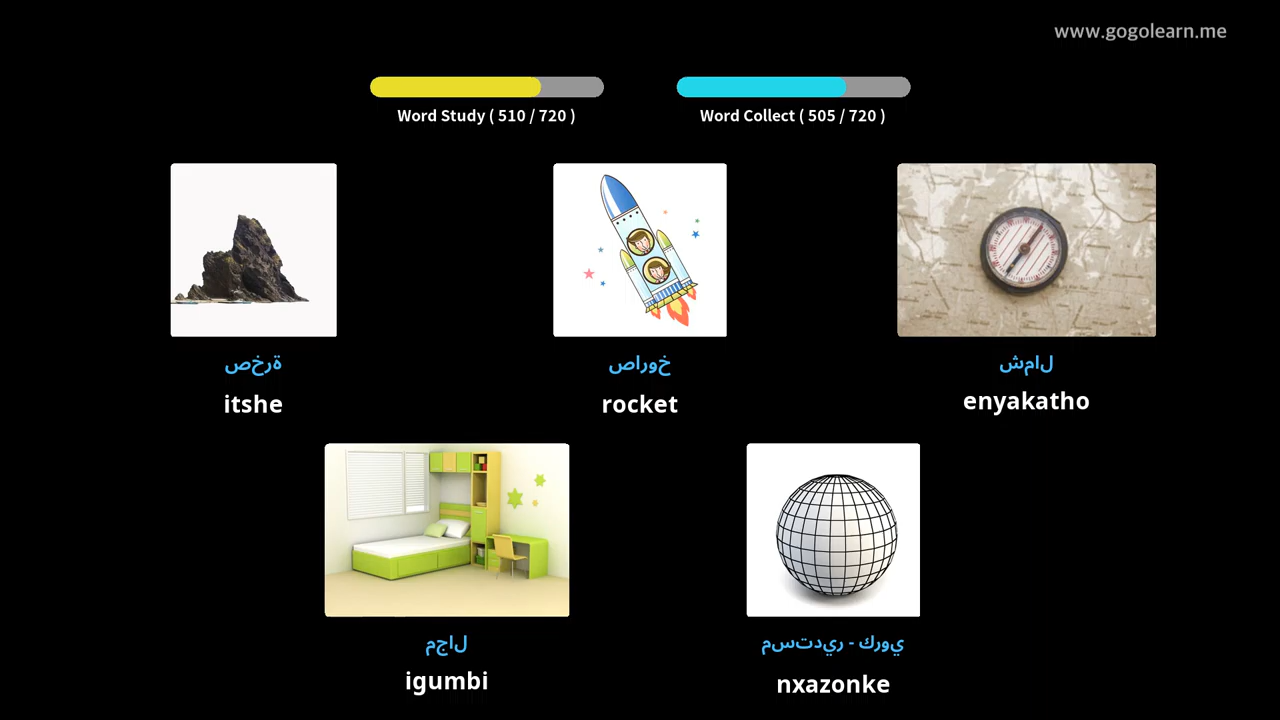 www.gogolearn.me
Word Study ( 510 / 720 )
Word Collect ( 505 / 720 )
صخرة
itshe
صاروخ
rocket
شمال
enyakatho
مجال
igumbi
مستدير - كروي
nxazonke